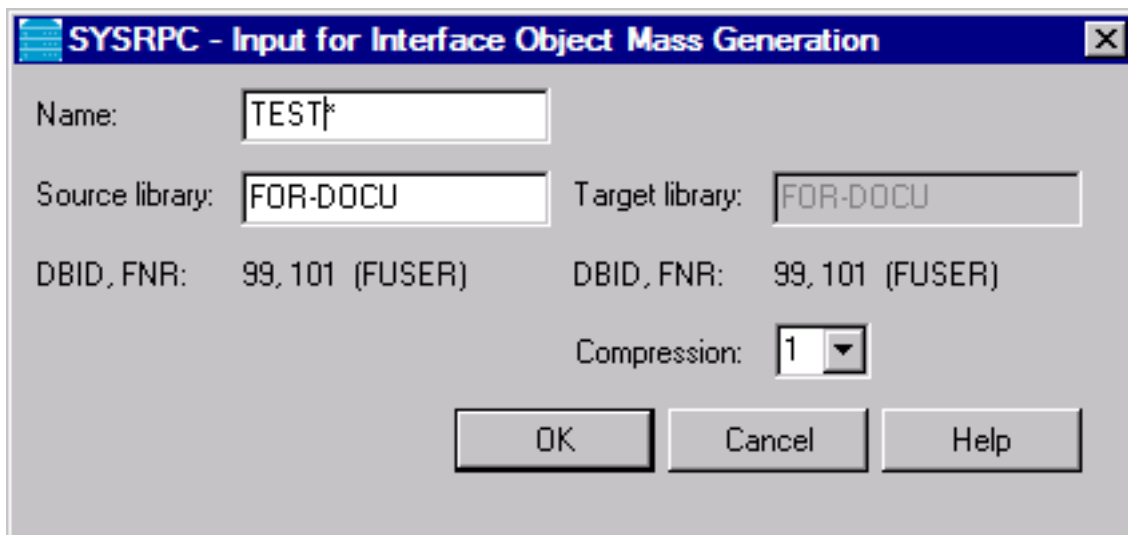 SYSRPC - Input for Interface Object Mass Generation
Name: TEST*
Source library: FOR-DOCU Target library: FOR-DOCU
DBID, FNR: 99, 101 (FUSER) DBID, FNR: 99, 101 (FUSER)
Compression: 1
OK Cancel Help